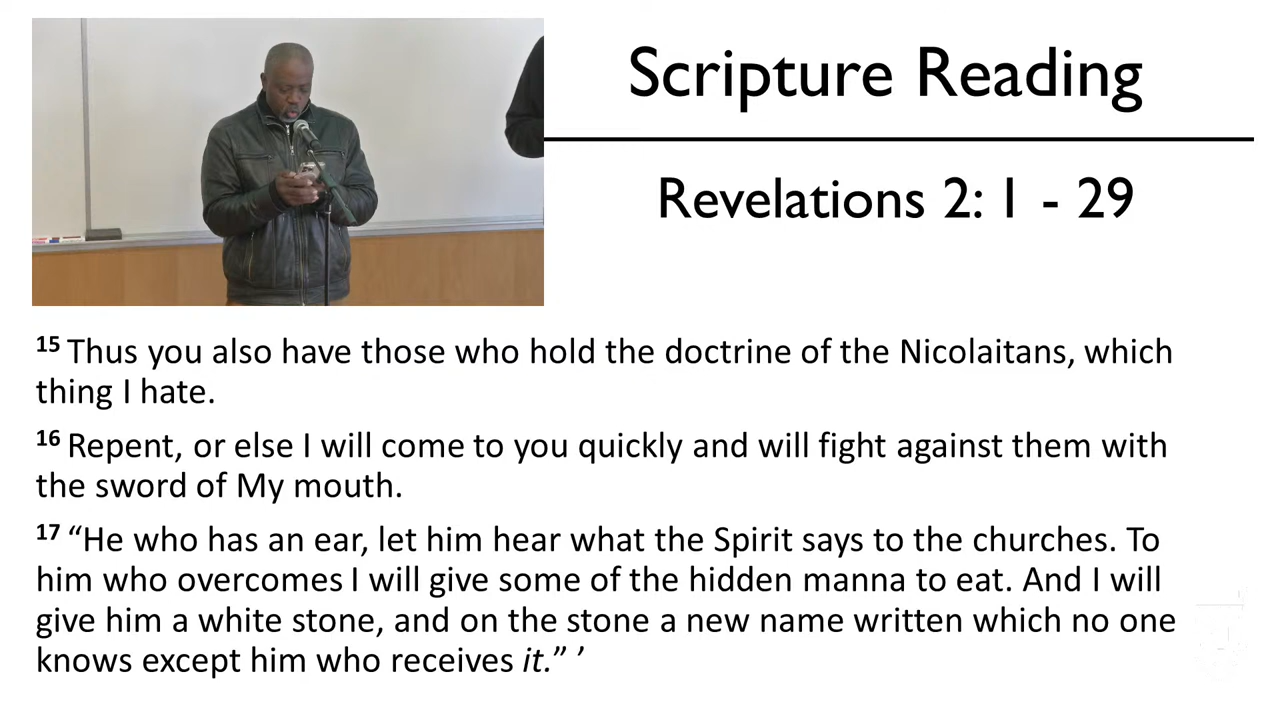 Scripture Reading
Revelations 2: 1 - 29
15 Thus you also have those who hold the doctrine of the Nicolaitans, which
thing I hate.
16 Repent, or else I will come to you quickly and will fight against them with
the sword of My mouth.
17 “He who has an ear, let him hear what the Spirit says to the churches. To
him who overcomes I will give some of the hidden manna to eat. And I will
give him a white stone, and on the stone a new name written which no one
knows except him who receives it.” ’